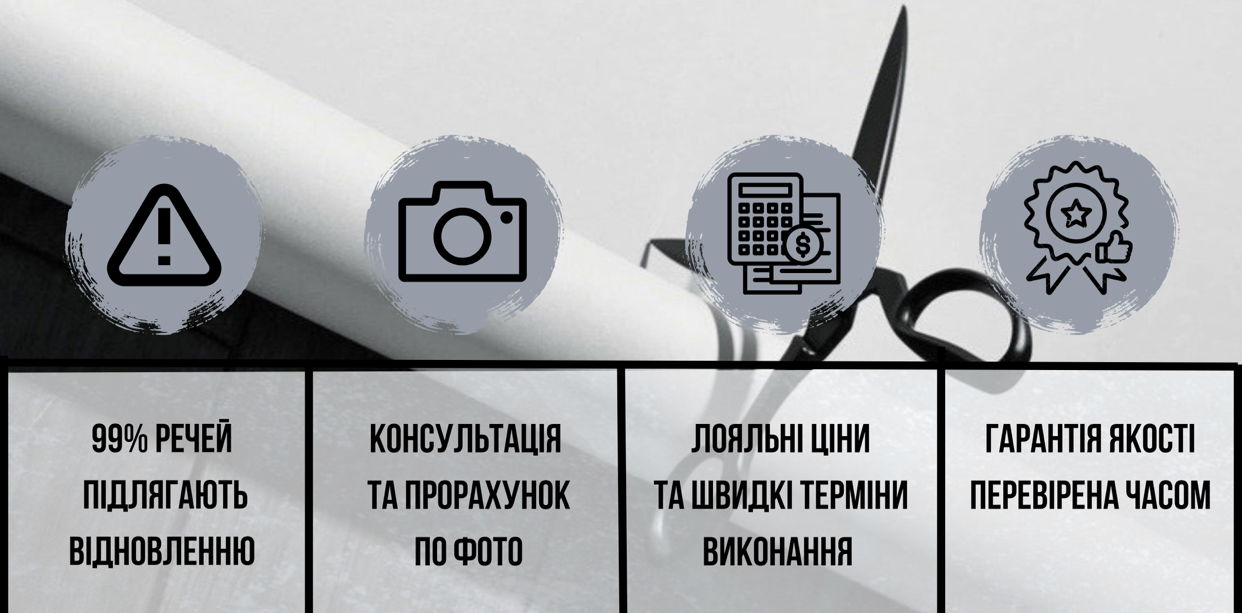 99% РЕЧЕЙ
ПІДЛЯГАЮТЬ
ВІДНОВЛЕННЮ
КОНСУЛЬТАЦІЯ
ТА ПРОРАХУНОК
ПО ФОТО
ЛОЯЛЬНІ ЦІНИ
ТА ШВИДКІ ТЕРМІНИ
ВИКОНАННЯ
ГАРАНТІЯ ЯКОСТІ
ПЕРЕВІРЕНА ЧАСОМ